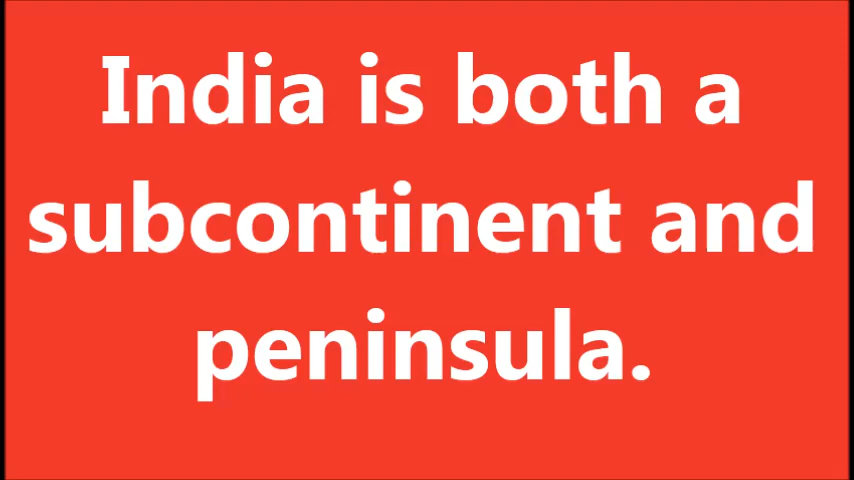 India is both a
subcontinent and
peninsula.